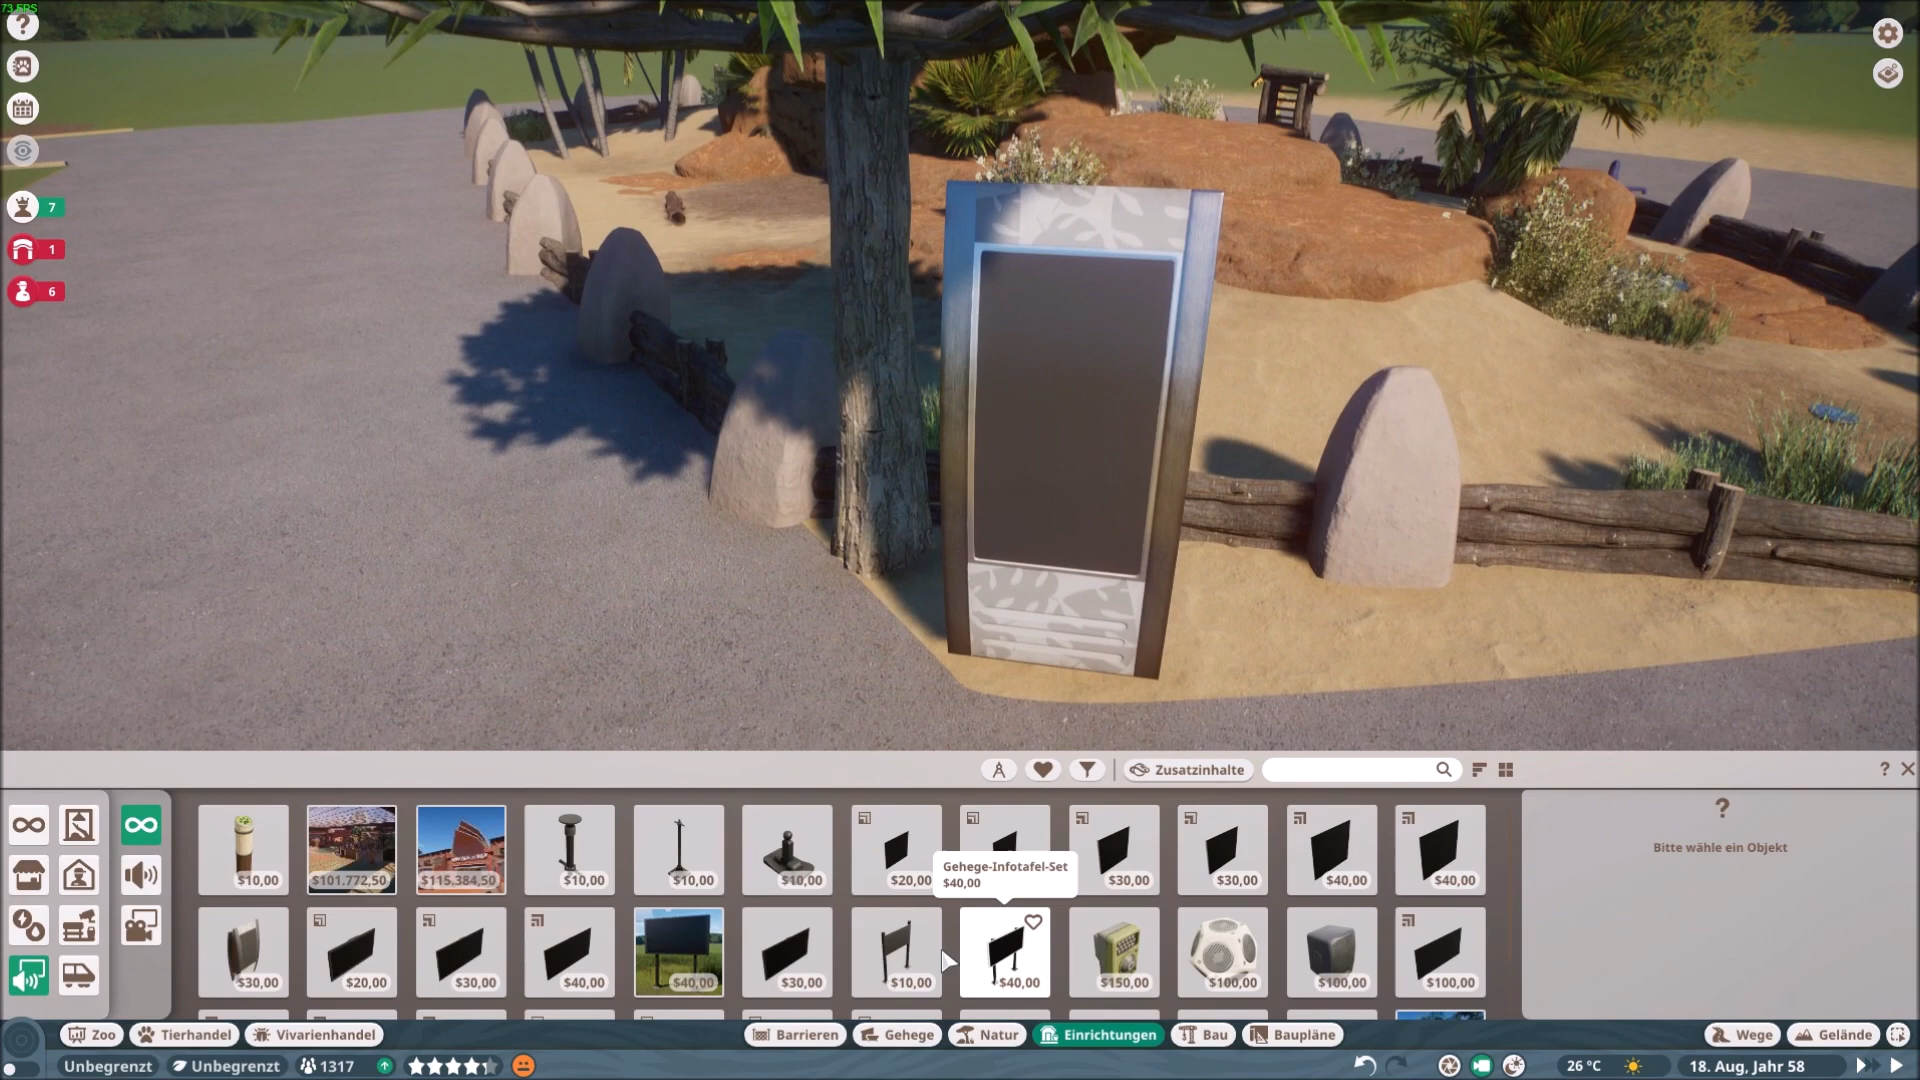 73 FPS
7
1
6
Zusatzinhalte
$10,00
$101.772,50
$115.384,50
$10,00
$10,00
$10,00
$20,00
$30,00
$30,00
$40,00
$40,00
Gehege-Infotafel-Set
$40,00
$30,00
$20,00
$30,00
$40,00
$40,00
$30,00
$10,00
$40,00
$150,00
$100,00
$100,00
$100,00
?
Bitte wähle ein Objekt
Zoo
Tierhandel
Vivarienhandel
Barrieren
Gehege
Natur
Einrichtungen
Bau
Baupläne
Wege
Gelände
Unbegrenzt
Unbegrenzt
1317
26 °C
18. Aug, Jahr 58